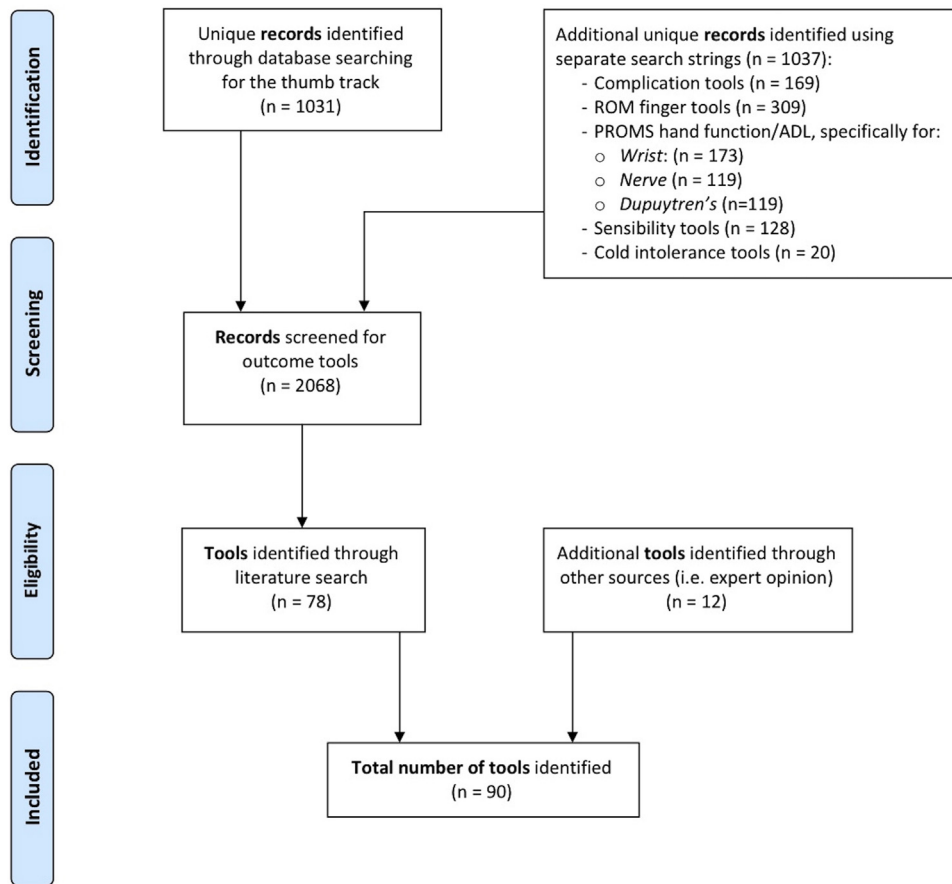 Identification
Unique records identified
through database searching
for the thumb track
(n = 1031)
Additional unique records identified using
separate search strings (n = 1037):
- Complication tools (n = 169)
- ROM finger tools (n = 309)
- PROMS hand function/ADL, specifically for:
o Wrist: (n = 173)
o Nerve (n = 119)
o Dupuytren's (n=119)
- Sensibility tools (n = 128)
- Cold intolerance tools (n = 20)
Screening
Records screened for
outcome tools
(n = 2068)
Eligibility
Tools identified through
literature search
(n = 78)
Additional tools identified through
other sources (i.e. expert opinion)
(n = 12)
Included
Total number of tools identified
(n = 90)